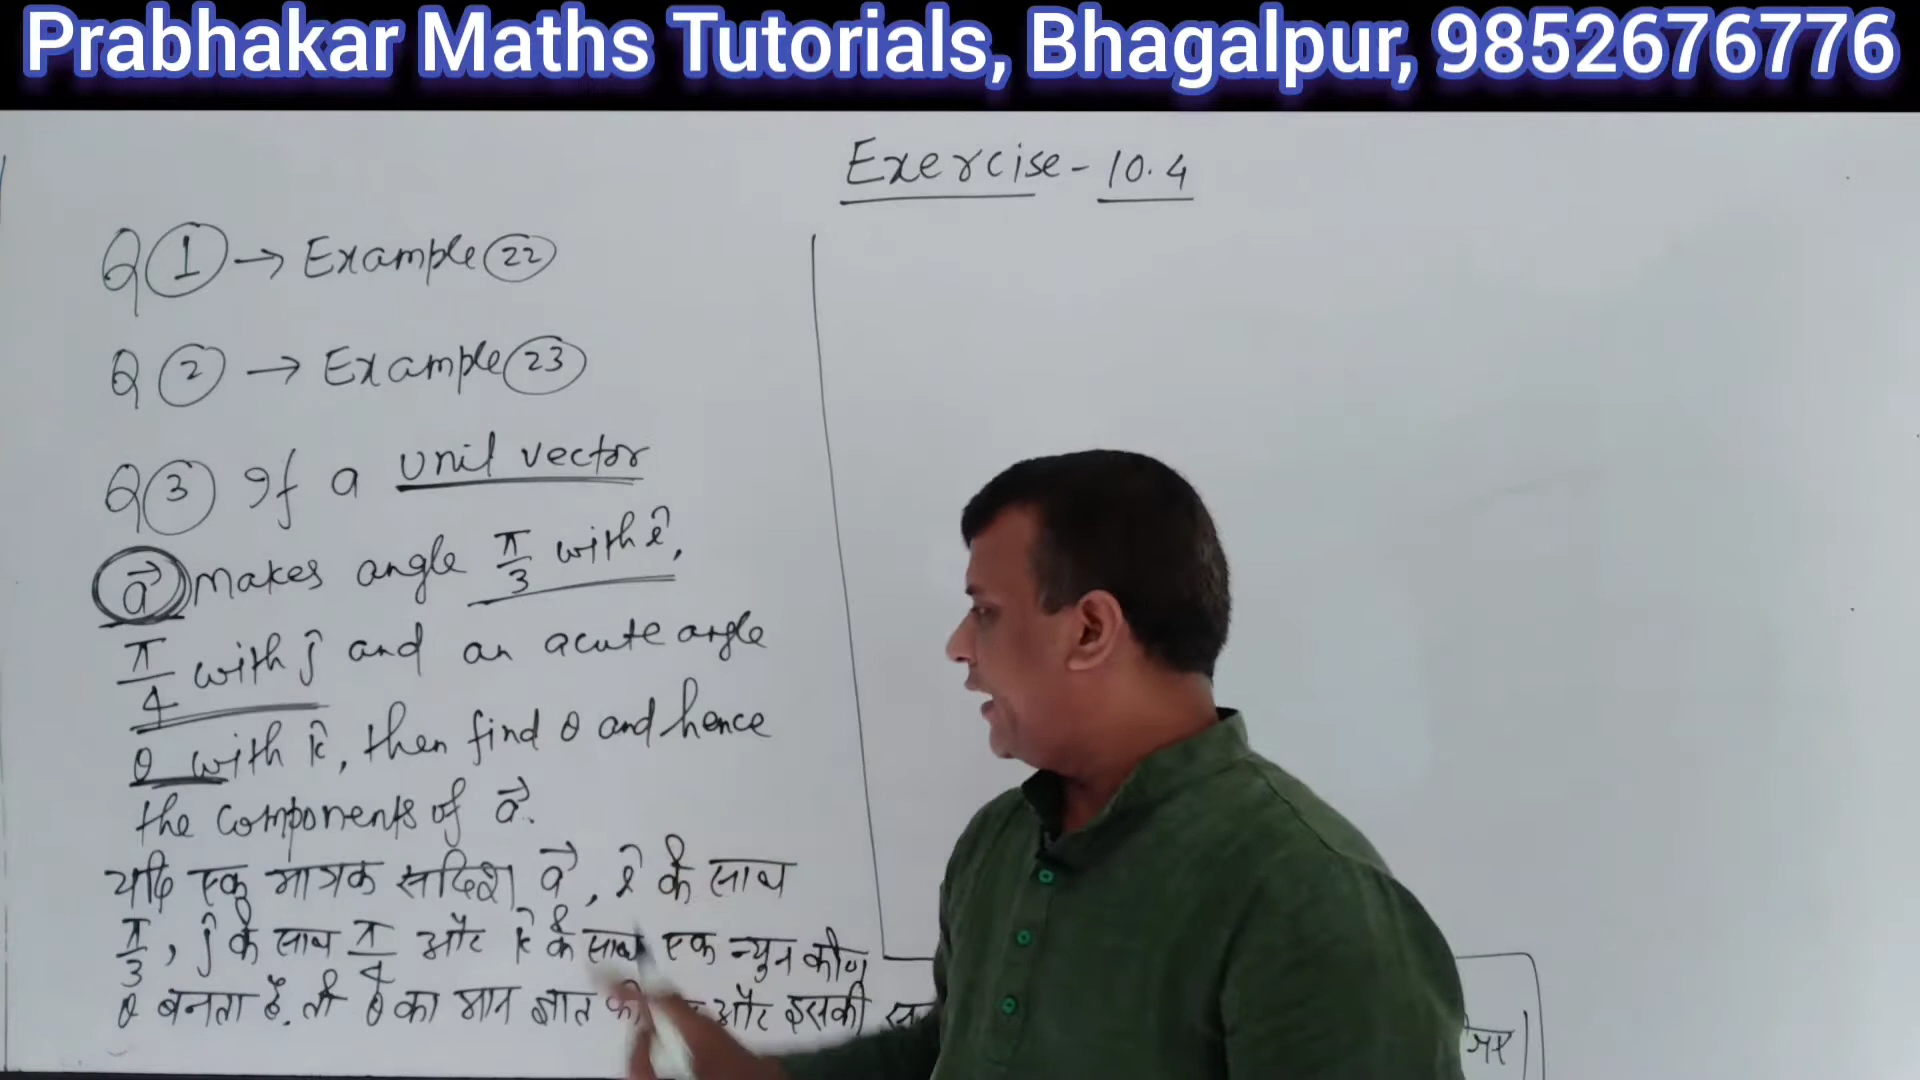 Prabhakar Maths Tutorials, Bhagalpur, 9852676776
Exercise - 10.4
Q 1 → Example 22
Q 2 → Example 23
Q 3 If a unit vector
a⃗ makes angle π/3 with î,
π/4 with ĵ and an acute angle
θ with k̂, then find θ and hence
the components of a⃗.
यदि एक मात्रक सदिश a⃗, î के साथ
π/3, ĵ के साथ π/4 और k̂ के साथ एक न्युन कोण
θ बनता है. तो θ का मान ज्ञात और इसकी